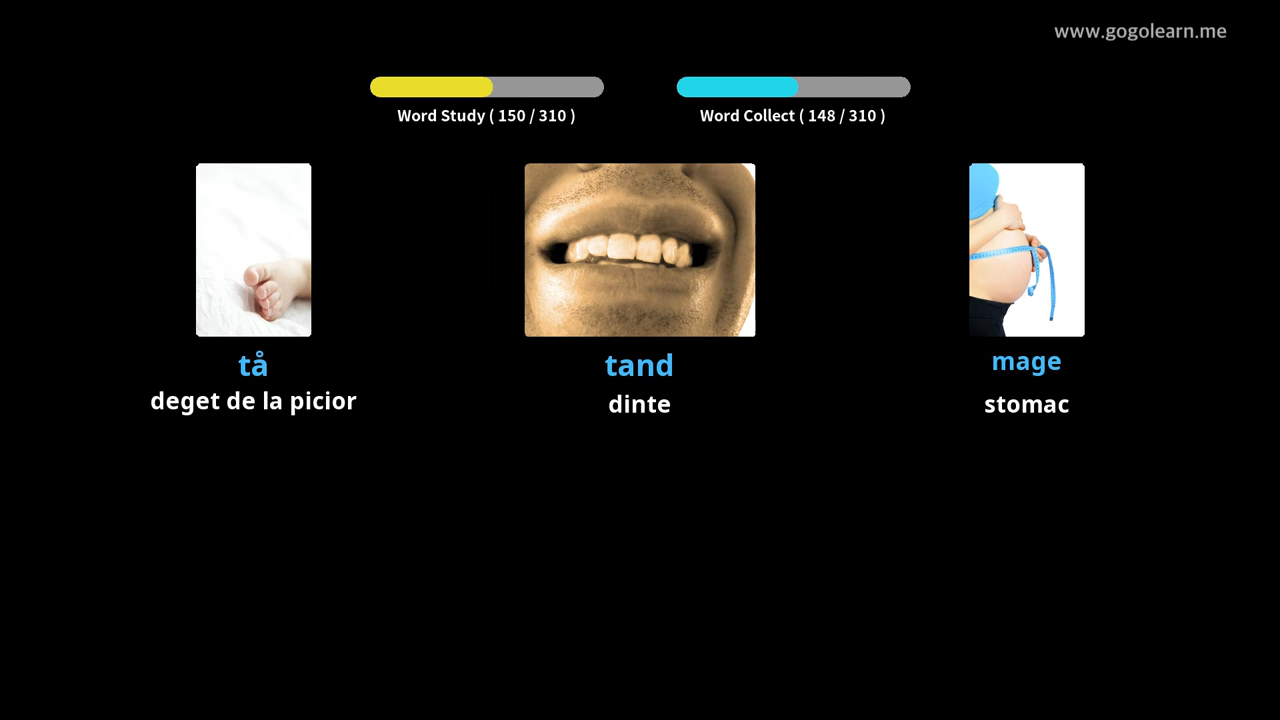 www.gogolearn.me
Word Study ( 150 / 310 )
Word Collect ( 148 / 310 )
tå
deget de la picior
tand
dinte
mage
stomac